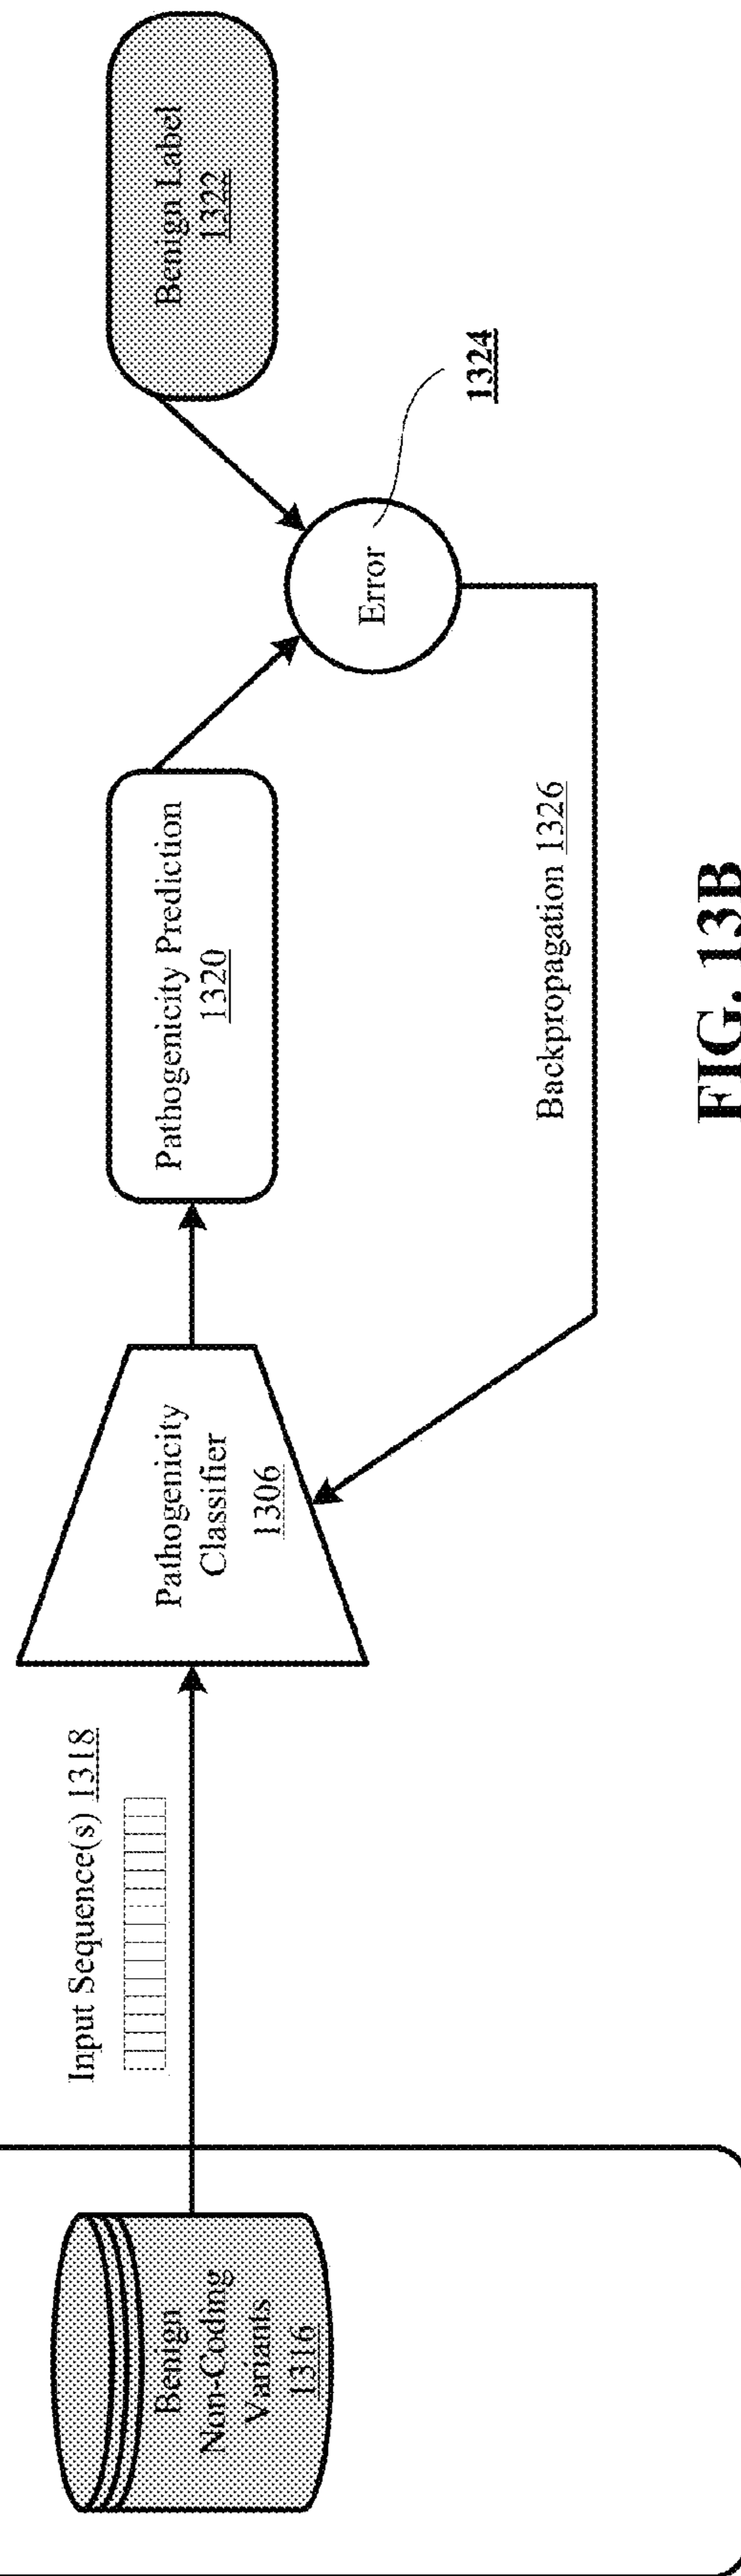 Benign
Non-Coding
Variants
1316
Input Sequence(s) 1318
Pathogenicity
Classifier
1306
Pathogenicity Prediction
1320
Benign Label
1322
Error
1324
Backpropagation 1326
FIG. 13B